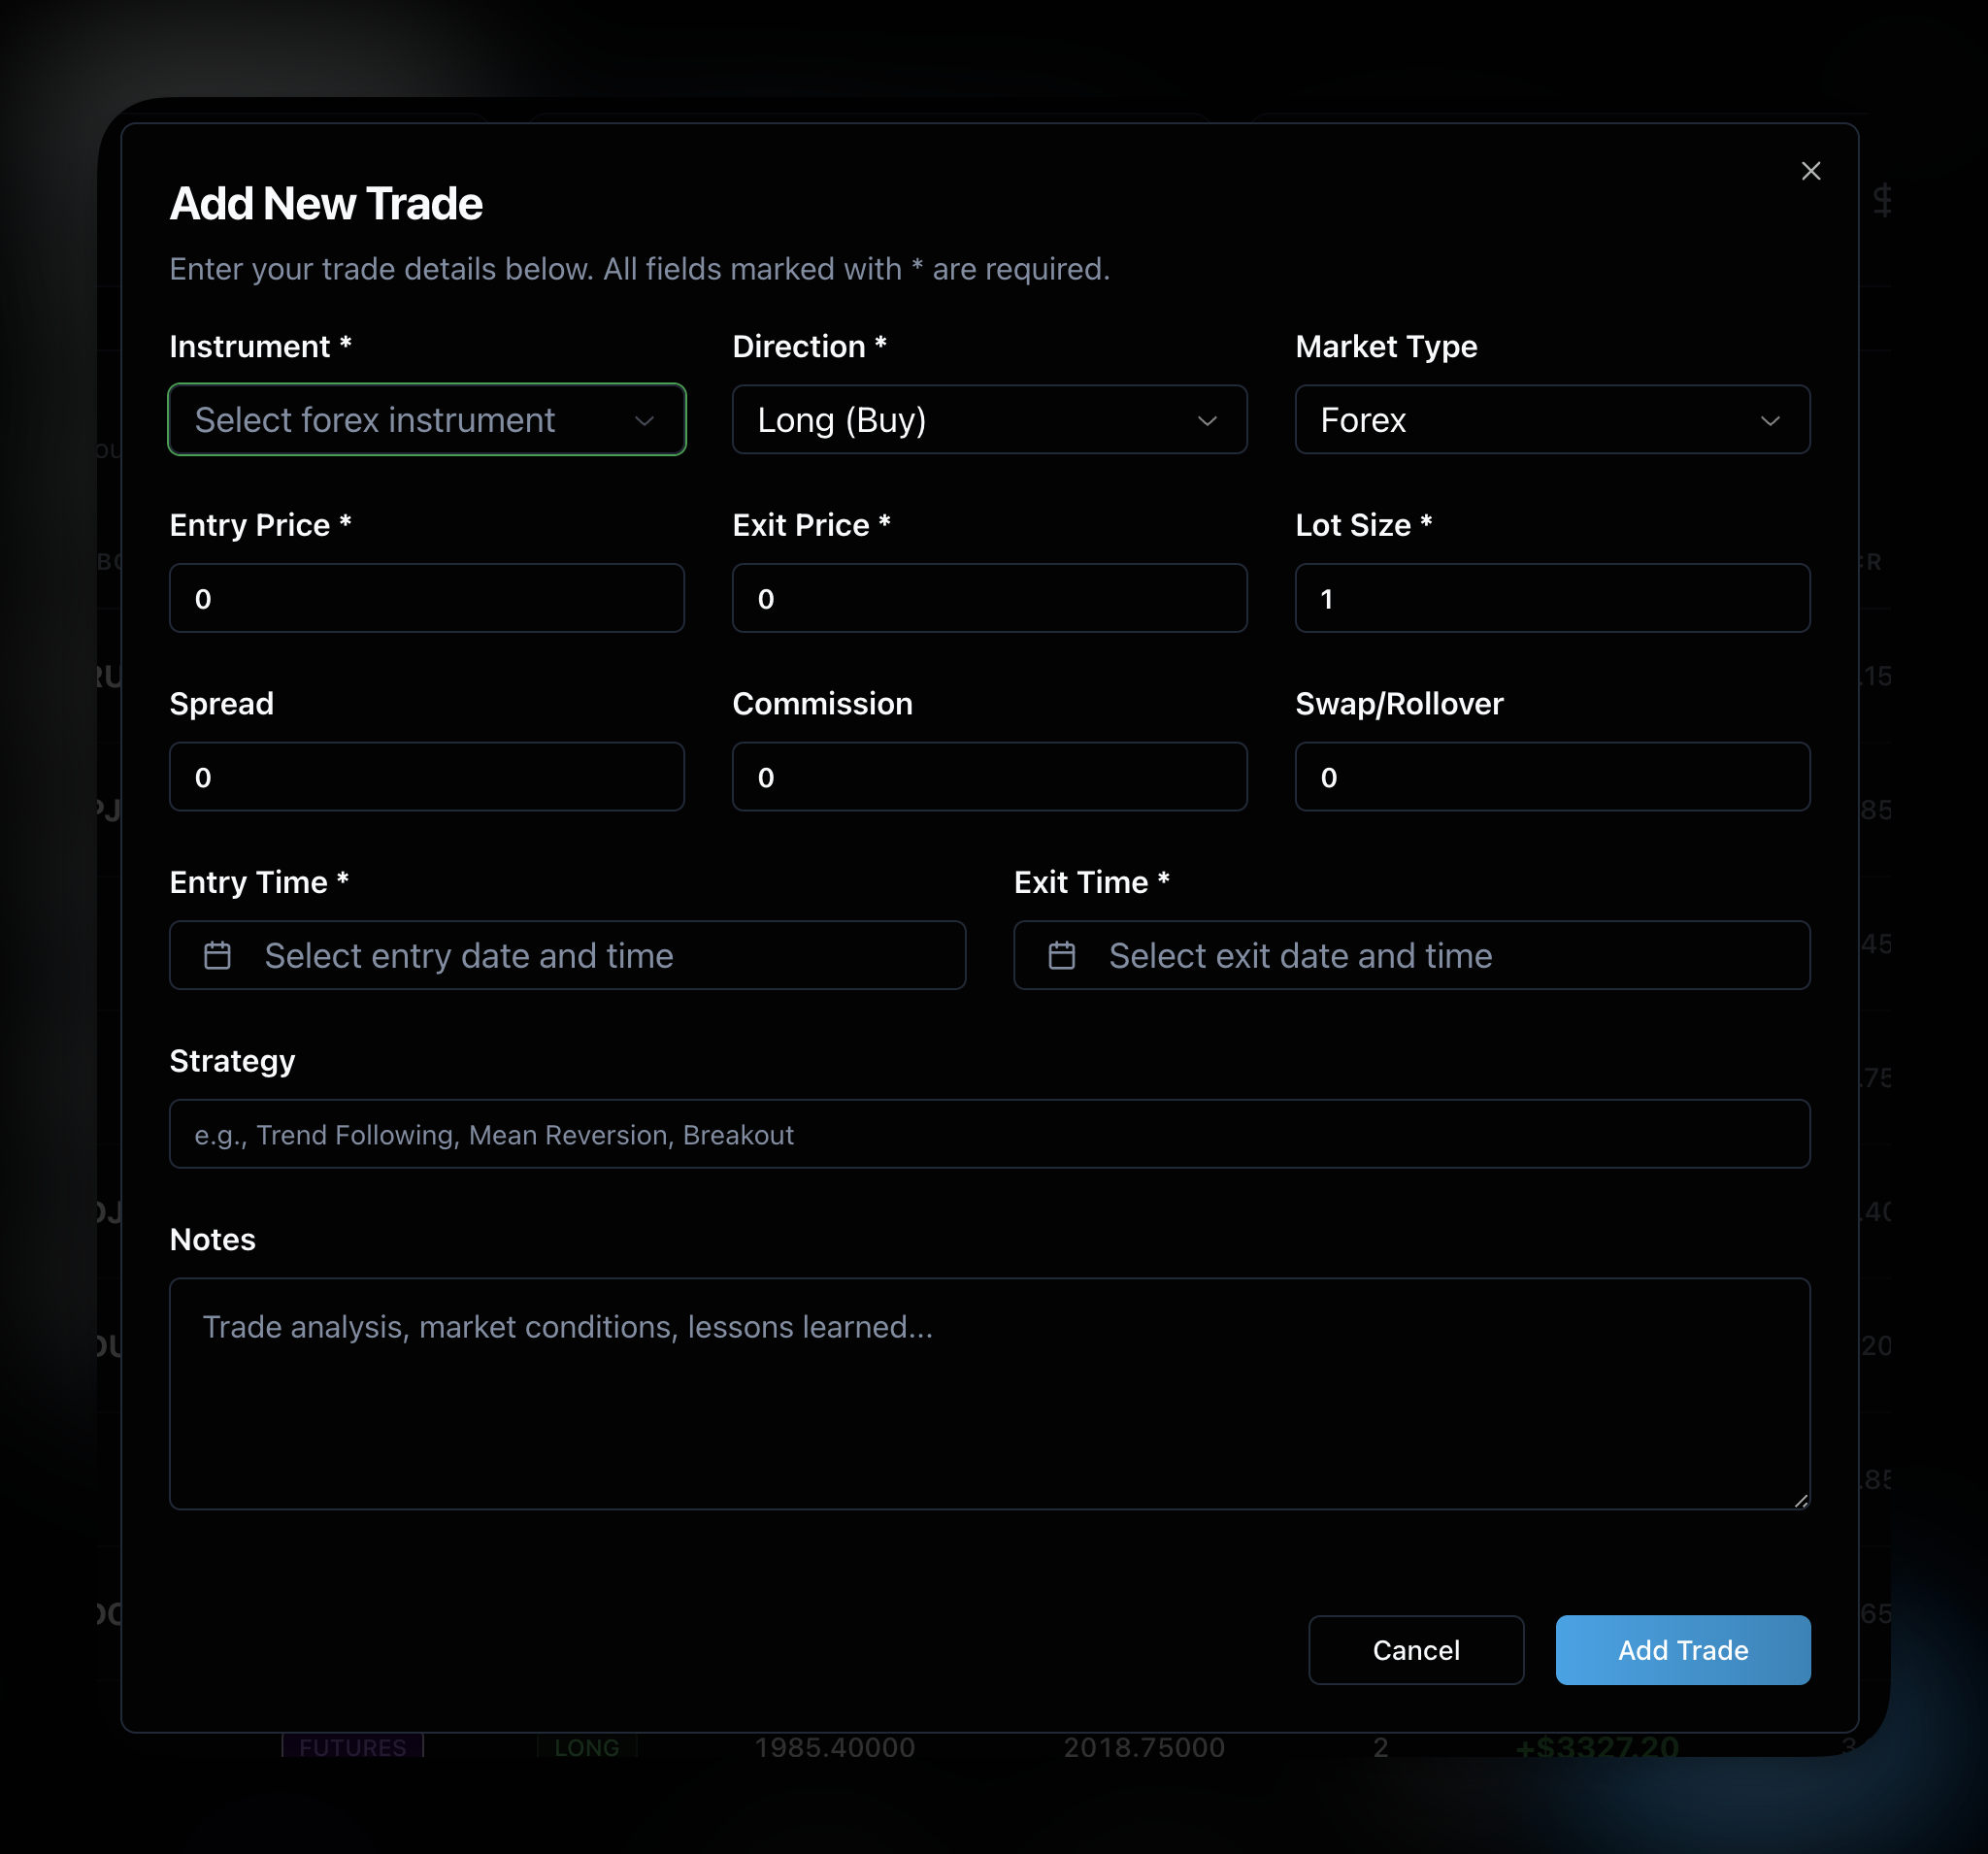 Add New Trade
$
Enter your trade details below. All fields marked with * are required.
Instrument *
Direction *
Market Type
Select forex instrument
Long (Buy)
Forex
Entry Price *
Exit Price *
Lot Size *
0
0
1
Spread
Commission
Swap/Rollover
0
0
0
Entry Time *
Exit Time *
Select entry date and time
Select exit date and time
Strategy
e.g., Trend Following, Mean Reversion, Breakout
Notes
Trade analysis, market conditions, lessons learned...
Cancel
Add Trade
FUTURES
LONG
1985.40000
2018.75000
2
+$3327.20